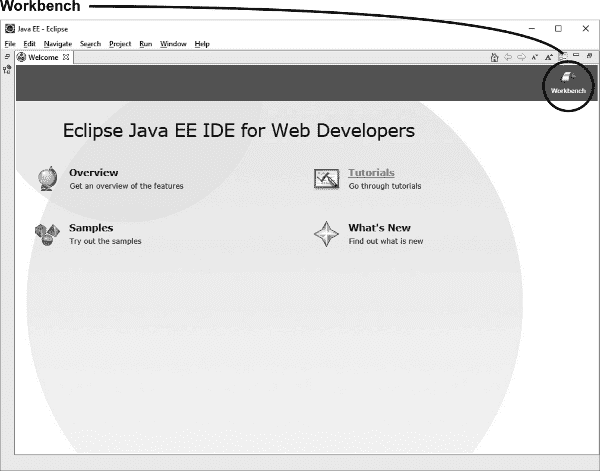 Workbench
Java EE - Eclipse
File Edit Navigate Search Project Run Window Help
Welcome
Workbench
Eclipse Java EE IDE for Web Developers
Overview
Get an overview of the features
Tutorials
Go through tutorials
Samples
Try out the samples
What's New
Find out what is new